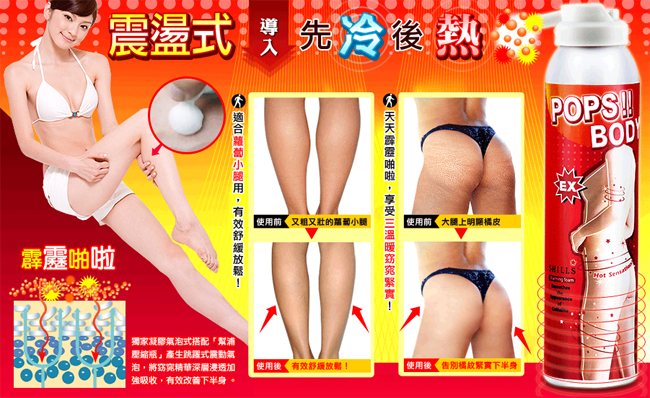 震盪式 導入 先冷後熱
適合蘿蔔小腿用，有效舒緩放鬆！
使用前 又粗又壯的蘿蔔小腿
使用後 有效舒緩放鬆！
天天霹靂啪啦，享受三溫暖窈窕緊實！
使用前 大腿上明顯橘皮
使用後 告別橘紋緊實下半身
霹靂啪啦
獨家凝膠氣泡式搭配「幫浦
壓縮瓶」產生跳躍式震動氣
泡，將窈窕精華深層浸透加
強吸收，有效改善下半身。
POPS!!
BODY
EX
SHILLS
Hot Sensation